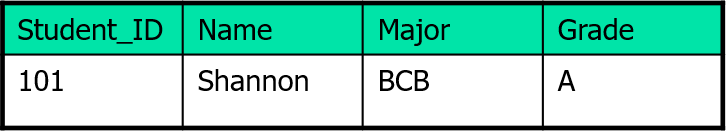 Student_ID Name Major Grade
101 Shannon BCB A